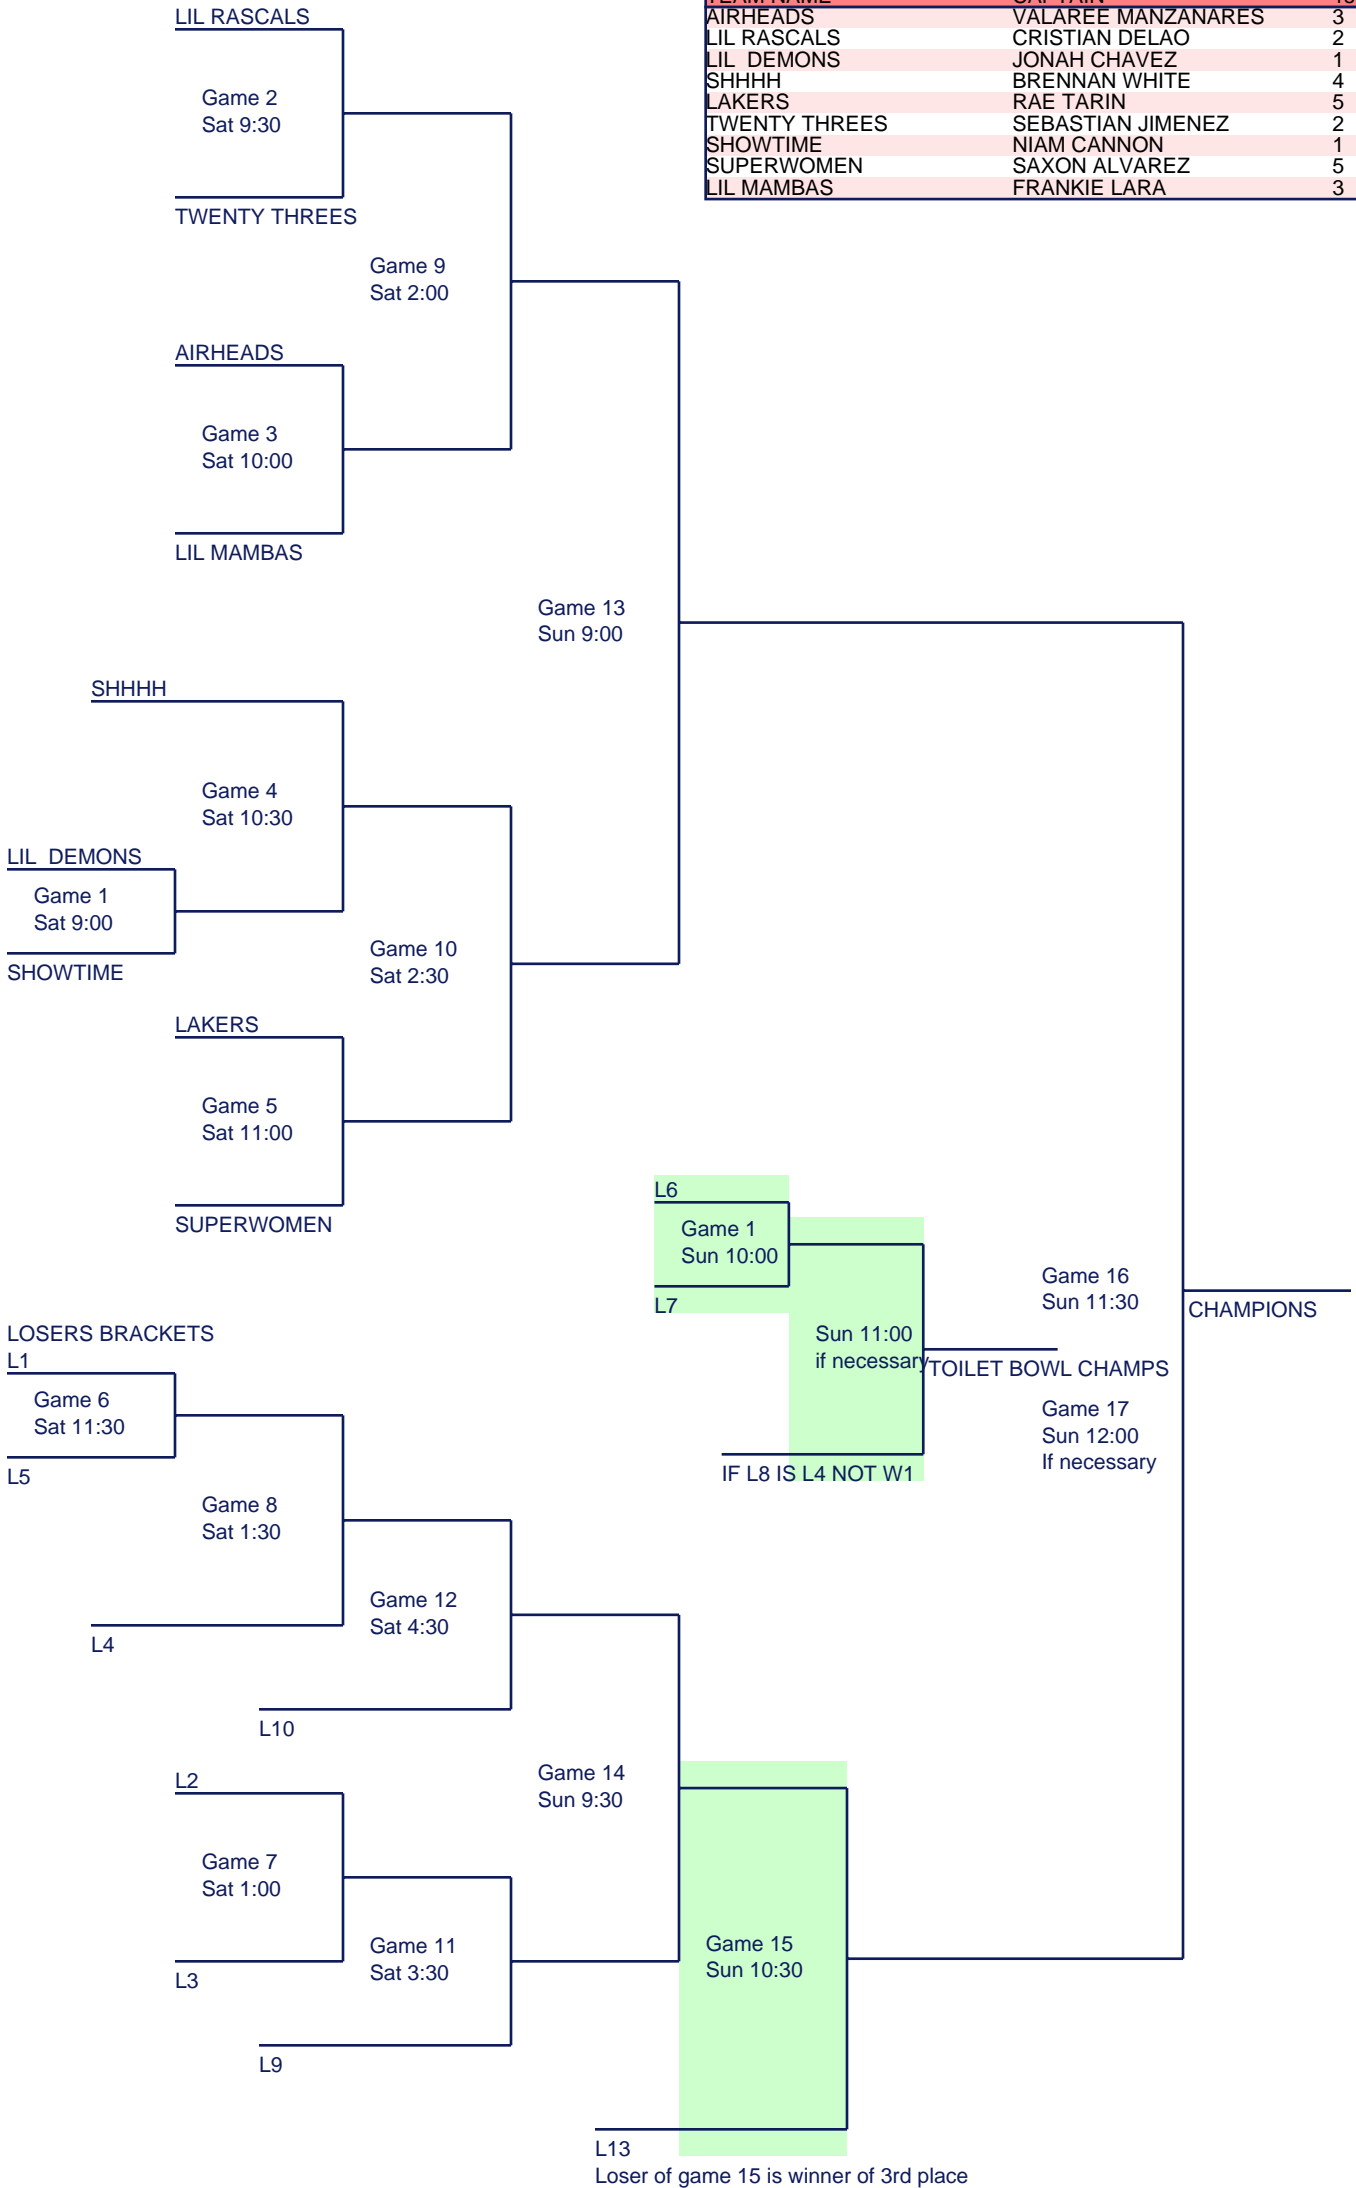 LIL RASCALS
Game 2
Sat 9:30
TWENTY THREES
TEAM NAME CAPTAIN
AIRHEADS VALAREE MANZANARES 3
LIL RASCALS CRISTIAN DELAO 2
LIL  DEMONS JONAH CHAVEZ 1
SHHHH BRENNAN WHITE 4
LAKERS RAE TARIN 5
TWENTY THREES SEBASTIAN JIMENEZ 2
SHOWTIME NIAM CANNON 1
SUPERWOMEN SAXON ALVAREZ 5
LIL MAMBAS FRANKIE LARA 3
Game 9
Sat 2:00
AIRHEADS
Game 3
Sat 10:00
LIL MAMBAS
Game 13
Sun 9:00
SHHHH
Game 4
Sat 10:30
LIL  DEMONS
Game 1
Sat 9:00
SHOWTIME
Game 10
Sat 2:30
LAKERS
Game 5
Sat 11:00
SUPERWOMEN
L6
Game 1
Sun 10:00
L7
Sun 11:00
if necessary
TOILET BOWL CHAMPS
IF L8 IS L4 NOT W1
Game 16
Sun 11:30
CHAMPIONS
Game 17
Sun 12:00
If necessary
LOSERS BRACKETS
L1
Game 6
Sat 11:30
L5
Game 8
Sat 1:30
L4
Game 12
Sat 4:30
L10
L2
Game 14
Sun 9:30
Game 7
Sat 1:00
L3
Game 11
Sat 3:30
L9
Game 15
Sun 10:30
L13
Loser of game 15 is winner of 3rd place